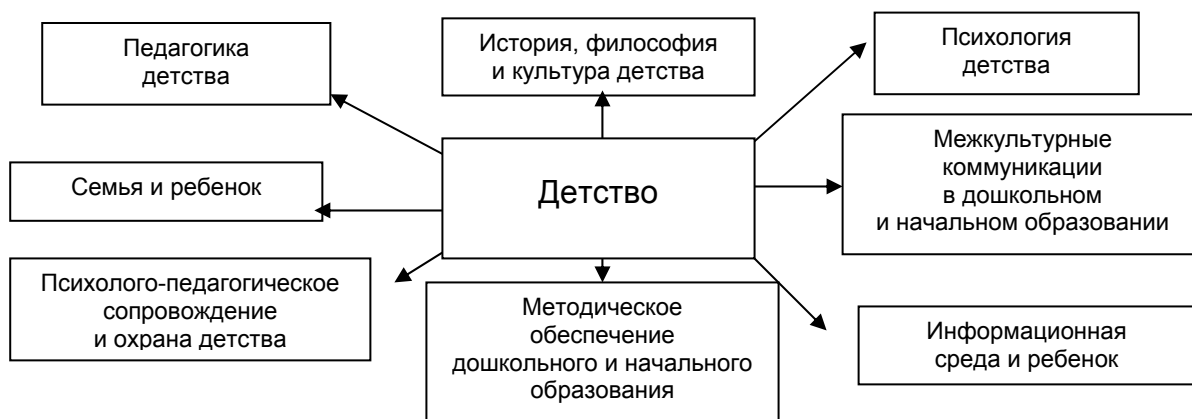 Педагогика
детства
История, философия
и культура детства
Психология
детства
Семья и ребенок
Детство
Межкультурные
коммуникации
в дошкольном
и начальном образовании
Психолого-педагогическое
сопровождение
и охрана детства
Методическое
обеспечение
дошкольного и начального
образования
Информационная
среда и ребенок